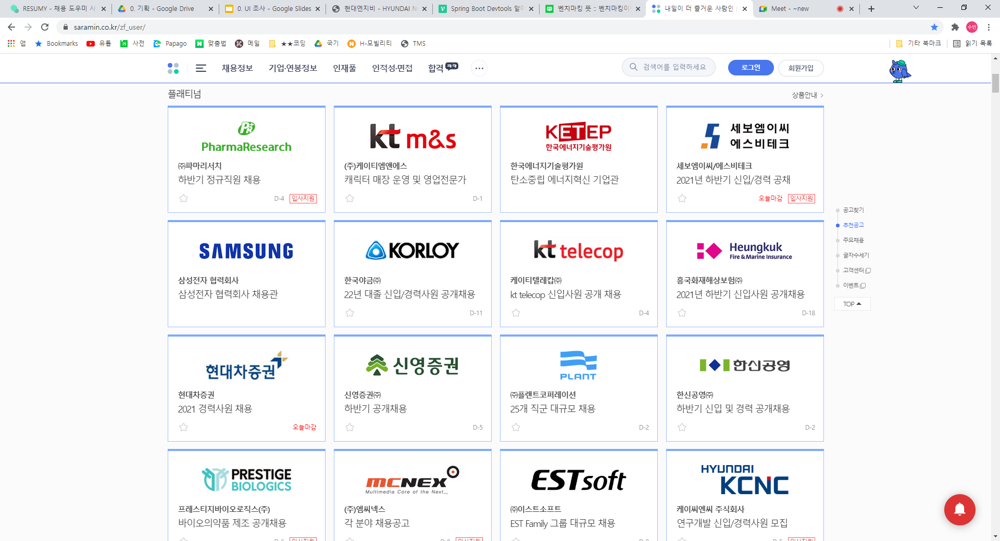 RESUMY - 채용 도우미 사
0. 기획 - Google Drive
0. UI 조사 - Google Slides
현대엔지비 - HYUNDAI N
Spring Boot Devtools 알아
벤치마킹 뜻 :: 벤치마킹이
내일이 더 즐거운 사람인
Meet - ~new
saramin.co.kr/zf_user/
수빈
앱
Bookmarks
유튭
사전
Papago
맞춤법
메일
★★코딩
국기
H-모빌리티
TMS
기타 북마크
읽기 목록
채용정보
기업·연봉정보
인재풀
인적성·면접
합격
ㅋㅋ
검색어를 입력하세요
로그인
회원가입
플래티넘
상품안내 >
PharmaResearch
kt m&s
KETEP
한국에너지기술평가원
세보엠이씨
에스비테크
㈜파마리서치
하반기 정규직원 채용
D-4 입사지원
(주)케이티엠앤에스
캐릭터 매장 운영 및 영업전문가
D-1
한국에너지기술평가원
탄소중립 에너지혁신 기업관
세보엠이씨/에스비테크
2021년 하반기 신입/경력 공채
오늘마감 입사지원
SAMSUNG
KORLOY
kt telecop
Heungkuk
Fire & Marine Insurance
삼성전자 협력회사
삼성전자 협력회사 채용관
한국야금㈜
22년 대졸 신입/경력사원 공개채용
D-11
케이티텔레캅㈜
kt telecop 신입사원 공개 채용
D-4
흥국화재해상보험㈜
2021년 하반기 신입사원 공개채용
D-18
현대차증권
신영증권
PLANT
한신공영
현대차증권
2021 경력사원 채용
오늘마감
신영증권㈜
하반기 공개채용
D-5
㈜플랜트코퍼레이션
25개 직군 대규모 채용
D-2
한신공영㈜
하반기 신입 및 경력 공개채용
D-2
PRESTIGE
BIOLOGICS
MCNEX
Multimedia Core of the Next...
ESTsoft
HYUNDAI
KCNC
프레스티지바이오로직스(주)
바이오의약품 제조 공개채용
(주)엠씨넥스
각 분야 채용공고
㈜이스트소프트
EST Family 그룹 대규모 채용
케이씨엔씨 주식회사
연구개발 신입/경력사원 모집
공고찾기
추천공고
주요채용
글자수세기
고객센터
이벤트
TOP